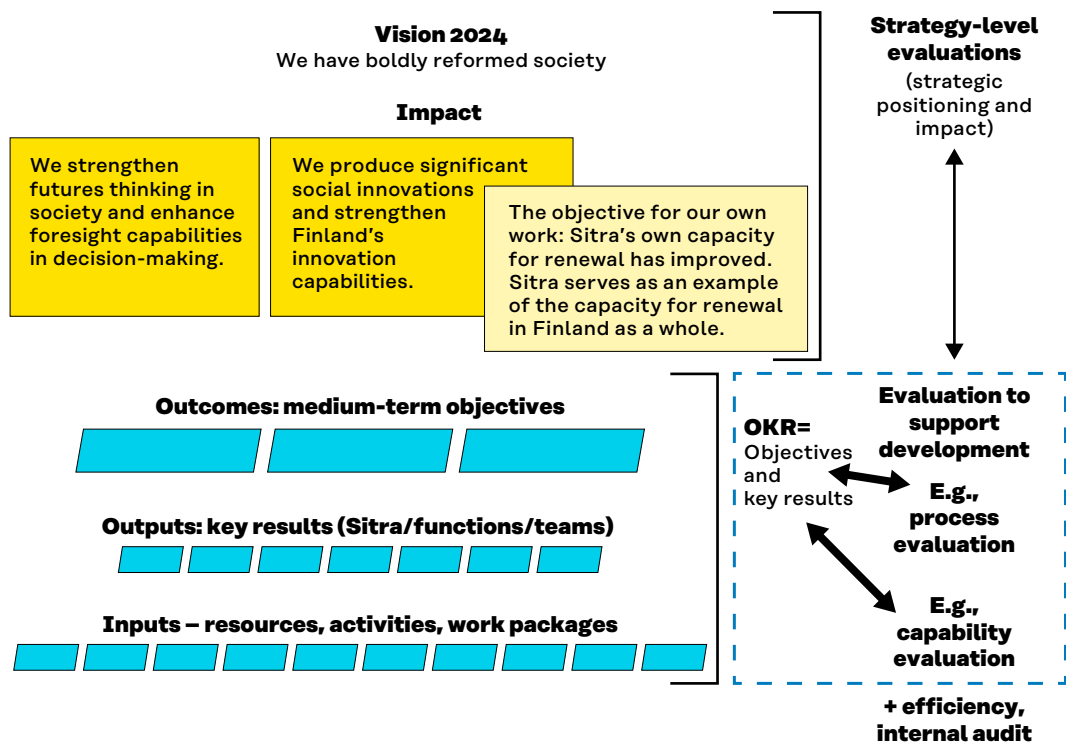 Vision 2024
We have boldly reformed society
Impact
We strengthen
futures thinking in
society and enhance
foresight capabilities
in decision-making.
We produce significant
social innovations
and strengthen
Finland's
innovation
capabilities.
The objective for our own
work: Sitra's own capacity
for renewal has improved.
Sitra serves as an example
of the capacity for renewal
in Finland as a whole.
Strategy-level
evaluations
(strategic
positioning and
impact)
Outcomes: medium-term objectives
Outputs: key results (Sitra/functions/teams)
Inputs – resources, activities, work packages
OKR=
Objectives
and
key results
Evaluation to
support
development
E.g.,
process
evaluation
E.g.,
capability
evaluation
+ efficiency,
internal audit